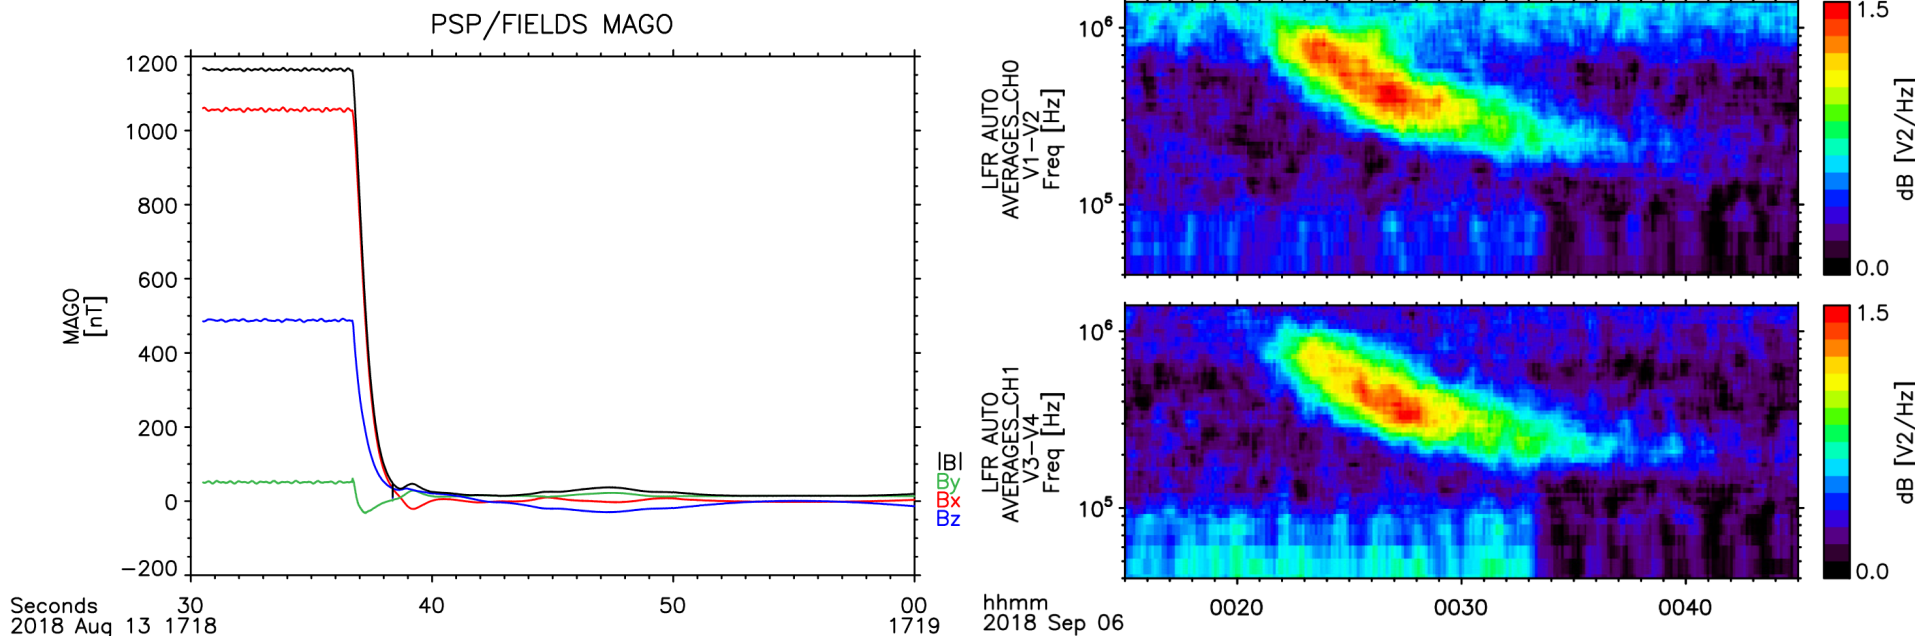 PSP/FIELDS MAGO
1200
1000
800
600
400
200
0
−200
MAGO
[nT]
|B|
By
Bx
Bz
30
40
50
00
Seconds
2018 Aug 13 1718
1719
10⁶
10⁵
LFR AUTO
AVERAGES_CH0
V1−V2
Freq [Hz]
1.5
0.0
dB [V2/Hz]
10⁶
10⁵
LFR AUTO
AVERAGES_CH1
V3−V4
Freq [Hz]
1.5
0.0
dB [V2/Hz]
hhmm
0020
0030
0040
2018 Sep 06